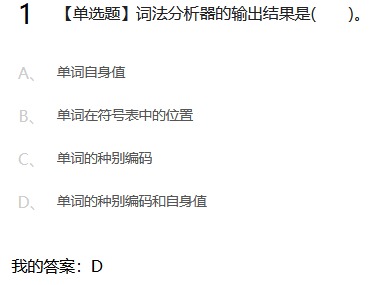 1 【单选题】词法分析器的输出结果是( )。
A、 单词自身值
B、 单词在符号表中的位置
C、 单词的种别编码
D、 单词的种别编码和自身值
我的答案：D